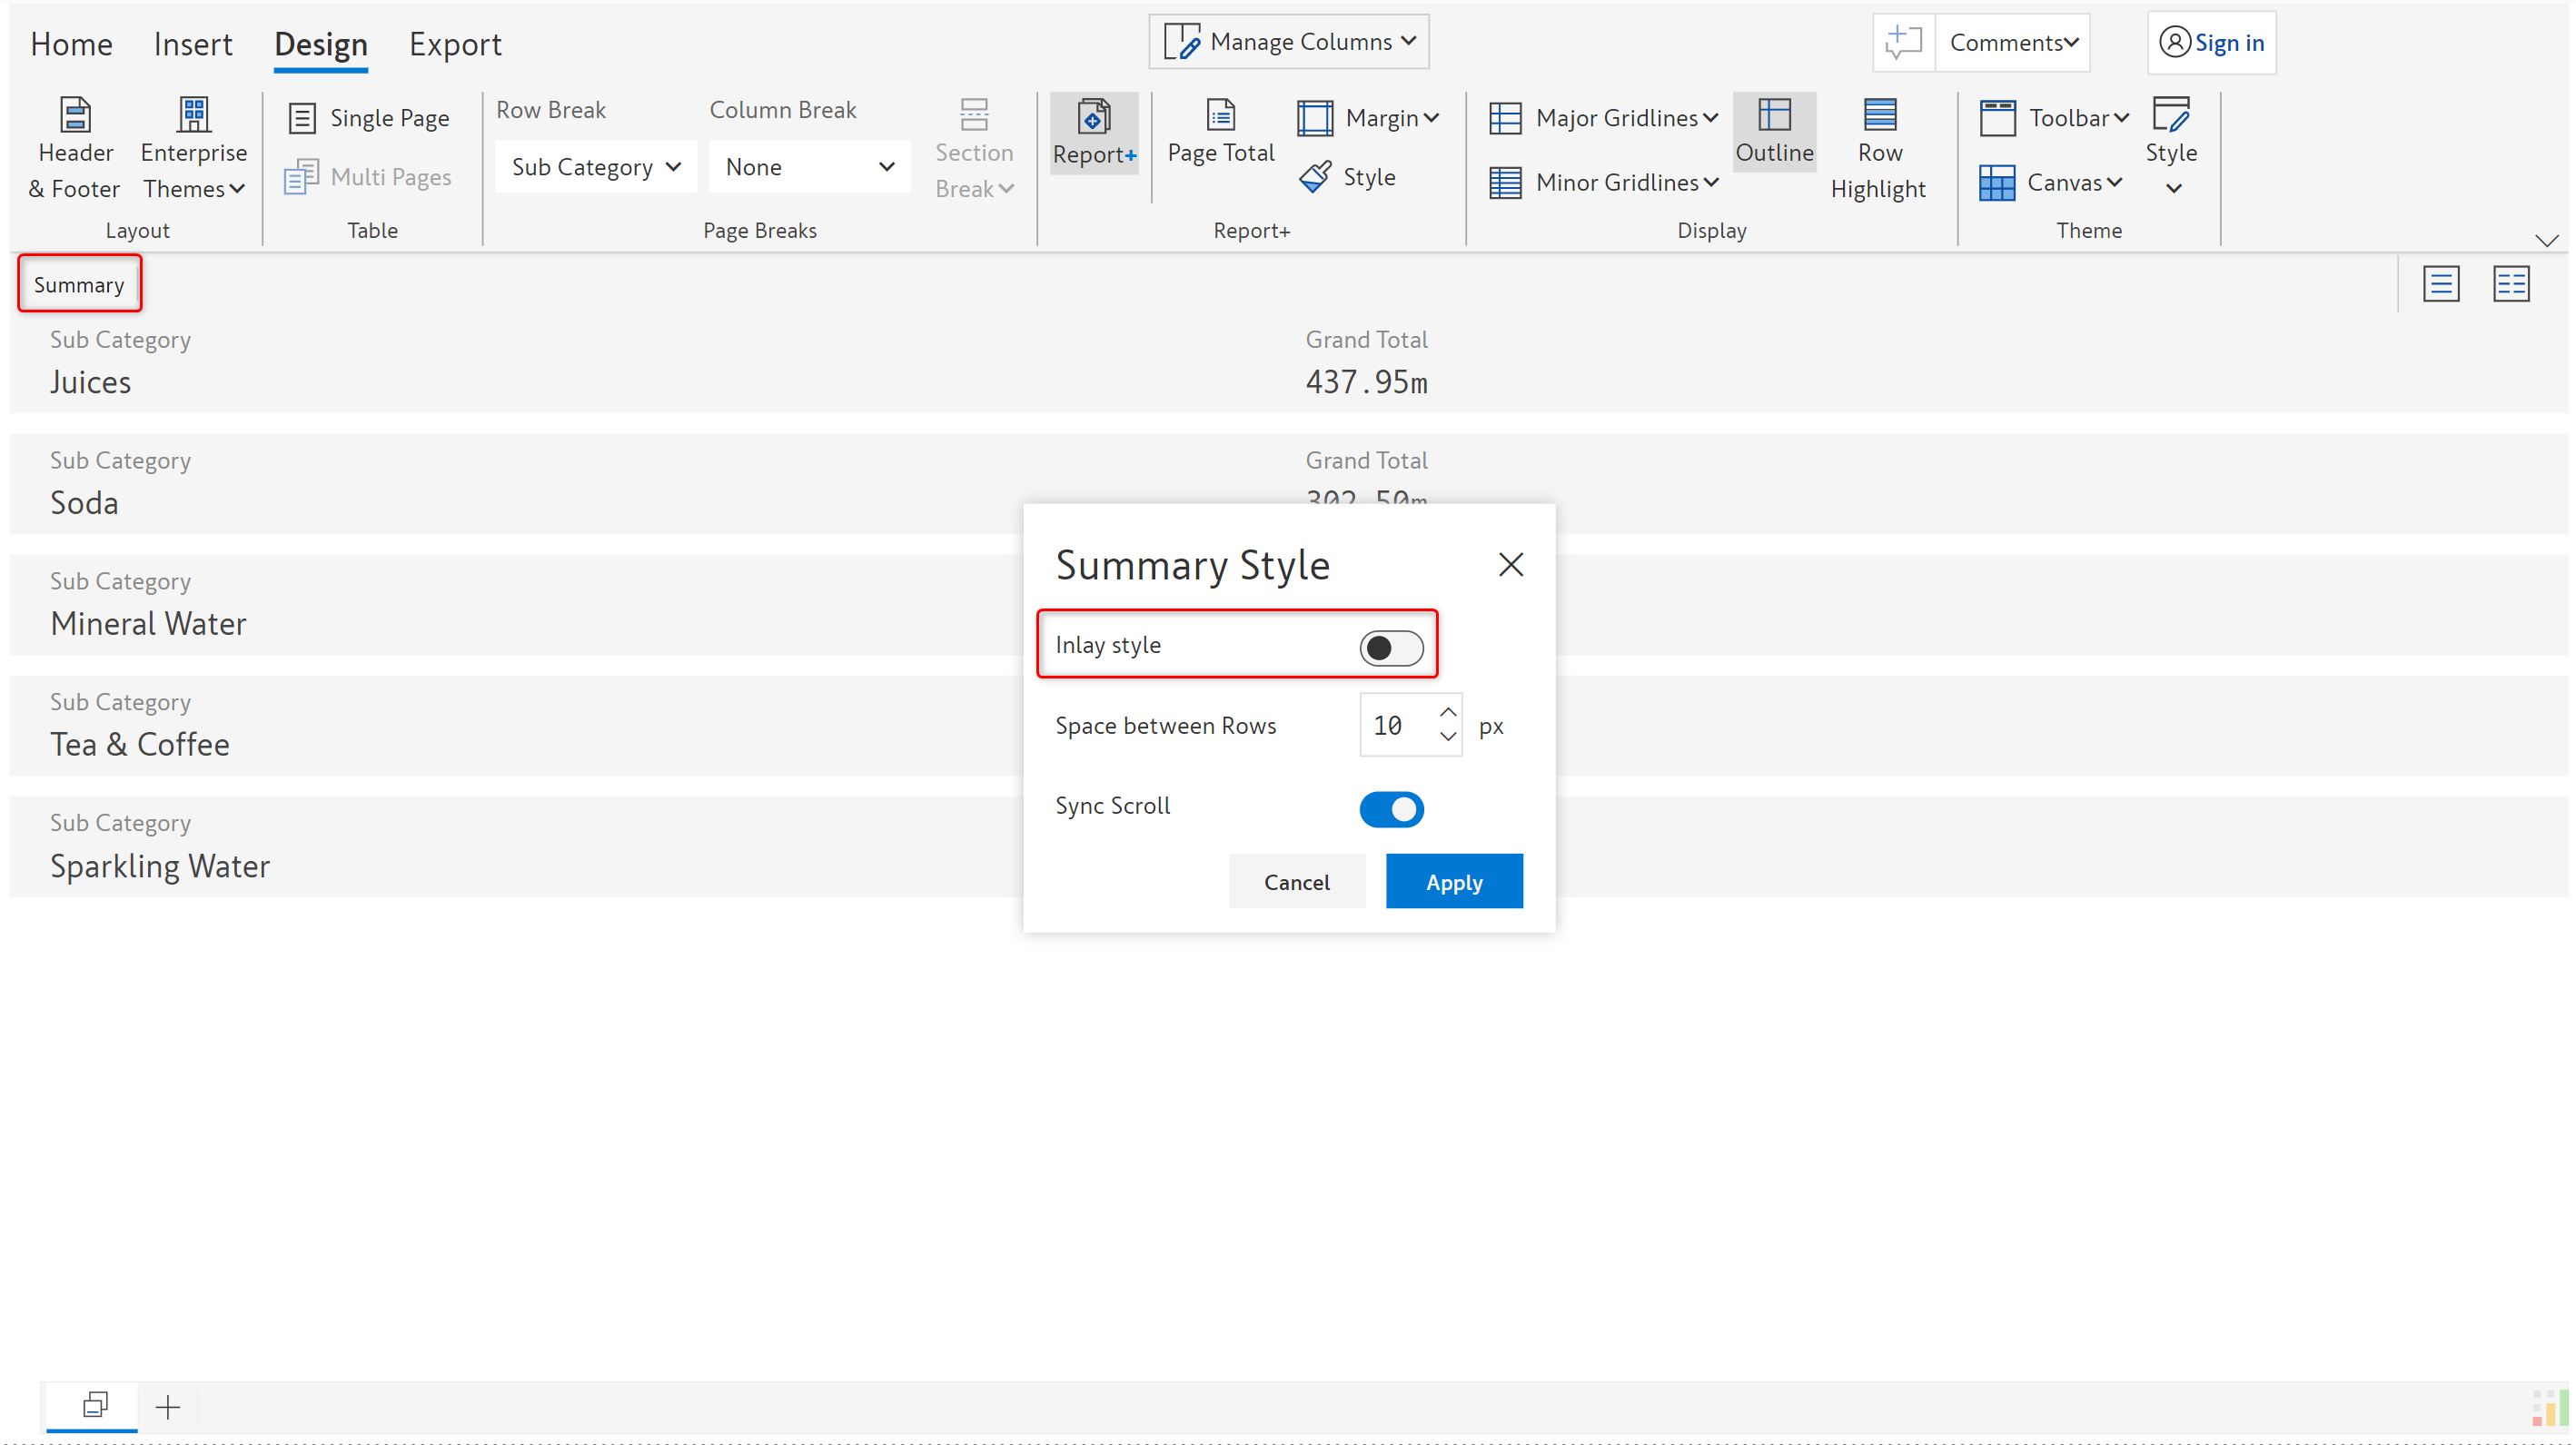 Home Insert Design Export Manage Columns Comments Sign in
Header & Footer
Enterprise Themes
Layout
Single Page
Multi Pages
Table
Row Break
Sub Category
Column Break
None
Section Break
Page Breaks
Report+
Page Total
Margin
Style
Report+
Major Gridlines
Minor Gridlines
Outline
Row Highlight
Display
Toolbar
Canvas
Style
Theme
Summary
Sub Category Grand Total
Juices 437.95m
Sub Category Grand Total
Soda 302.50m
Sub Category
Mineral Water
Sub Category
Tea & Coffee
Sub Category
Sparkling Water
Summary Style
Inlay style
Space between Rows 10 px
Sync Scroll
Cancel Apply